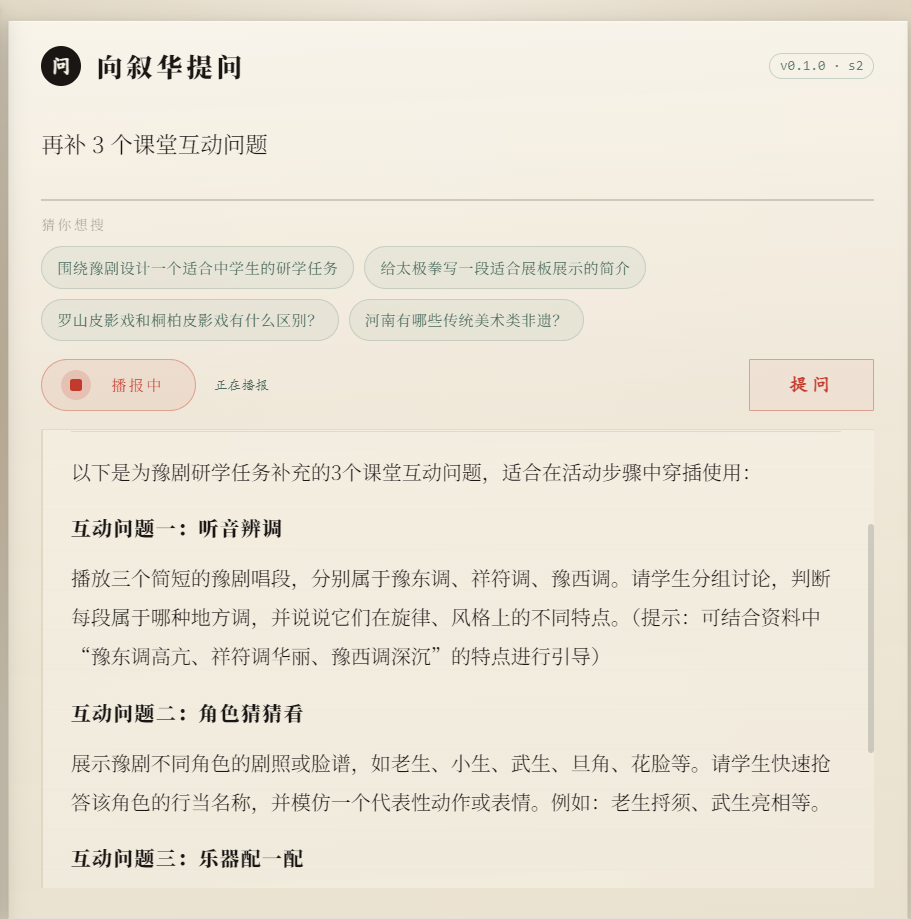 问 向叙华提问
v0.1.0 · s2
再补 3 个课堂互动问题
猜你想搜
围绕豫剧设计一个适合中学生的研学任务
给太极拳写一段适合展板展示的简介
罗山皮影戏和桐柏皮影戏有什么区别？
河南有哪些传统美术类非遗？
播报中
正在播报
提问
以下是为豫剧研学任务补充的3个课堂互动问题，适合在活动步骤中穿插使用：
互动问题一：听音辨调
播放三个简短的豫剧唱段，分别属于豫东调、祥符调、豫西调。请学生分组讨论，判断
每段属于哪种地方调，并说说它们在旋律、风格上的不同特点。（提示：可结合资料中
“豫东调高亢、祥符调华丽、豫西调深沉”的特点进行引导）
互动问题二：角色猜猜看
展示豫剧不同角色的剧照或脸谱，如老生、小生、武生、旦角、花脸等。请学生快速抢
答该角色的行当名称，并模仿一个代表性动作或表情。例如：老生捋须、武生亮相等。
互动问题三：乐器配一配